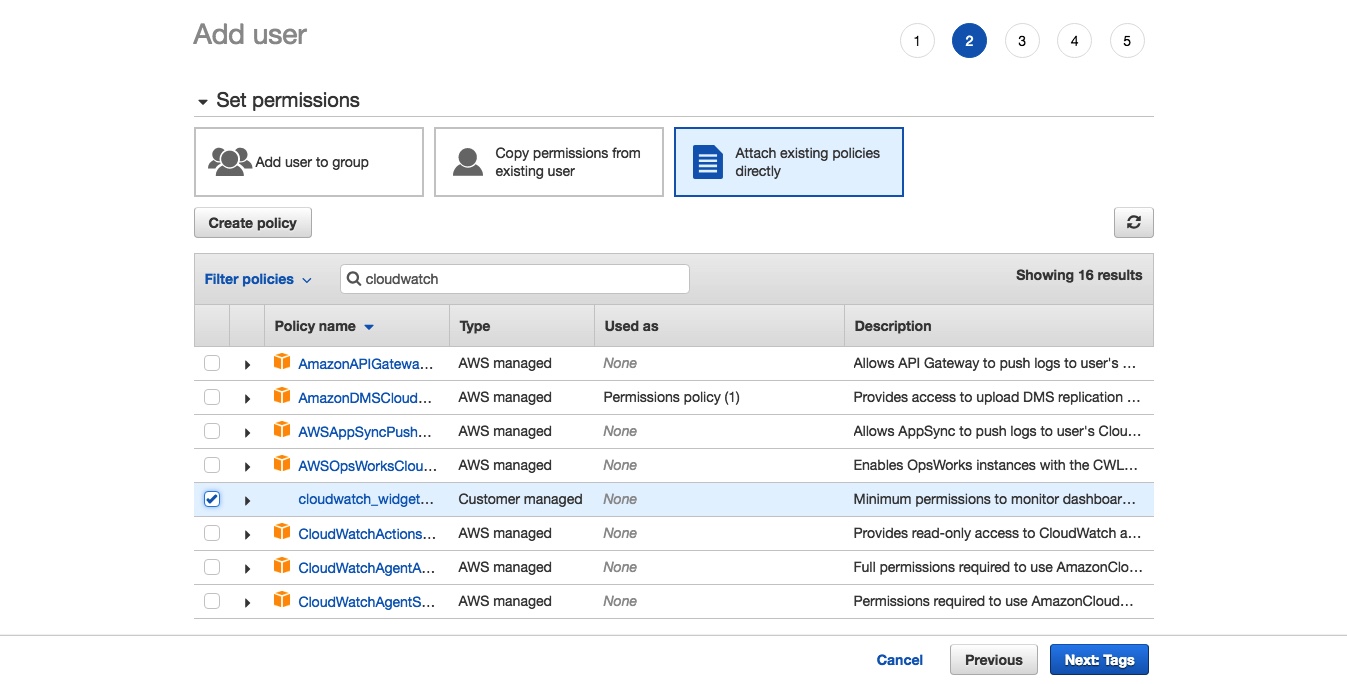 Add user
1 2 3 4 5
Set permissions
Add user to group
Copy permissions from
existing user
Attach existing policies
directly
Create policy
Filter policies
cloudwatch
Showing 16 results
Policy name Type Used as Description
AmazonAPIGatewa... AWS managed None Allows API Gateway to push logs to user's ...
AmazonDMSCloud... AWS managed Permissions policy (1) Provides access to upload DMS replication ...
AWSAppSyncPush... AWS managed None Allows AppSync to push logs to user's Clou...
AWSOpsWorksClou... AWS managed None Enables OpsWorks instances with the CWL...
cloudwatch_widget... Customer managed None Minimum permissions to monitor dashboar...
CloudWatchActions... AWS managed None Provides read-only access to CloudWatch a...
CloudWatchAgentA... AWS managed None Full permissions required to use AmazonClo...
CloudWatchAgentS... AWS managed None Permissions required to use AmazonCloud...
Cancel Previous Next: Tags